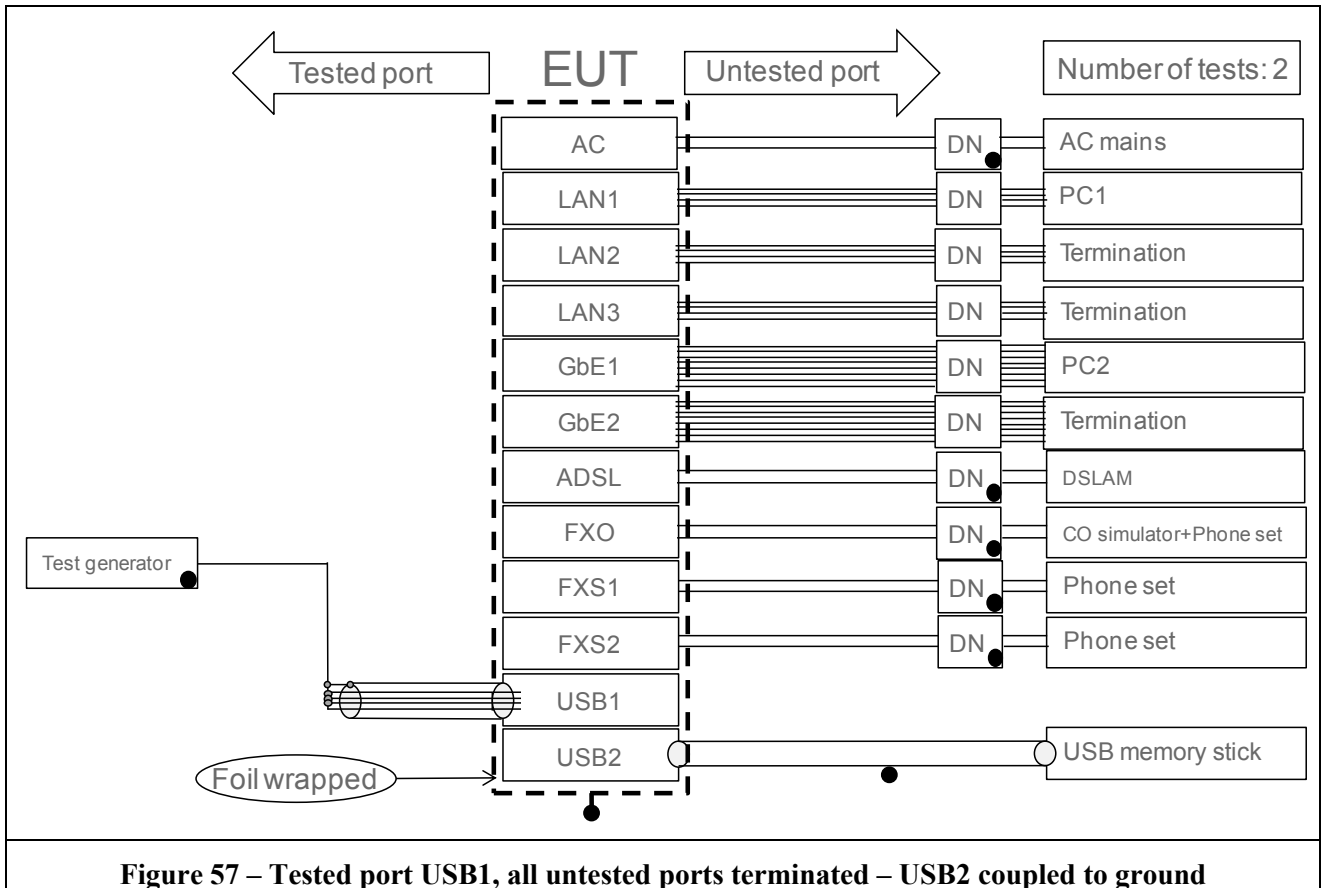 Tested port
EUT
Untested port
Number of tests: 2
AC
DN
AC mains
LAN1
DN
PC1
LAN2
DN
Termination
LAN3
DN
Termination
GbE1
DN
PC2
GbE2
DN
Termination
ADSL
DN
DSLAM
FXO
DN
CO simulator+Phone set
Test generator
FXS1
DN
Phone set
FXS2
DN
Phone set
USB1
USB2
USB memory stick
Foil wrapped
Figure 57 – Tested port USB1, all untested ports terminated – USB2 coupled to ground